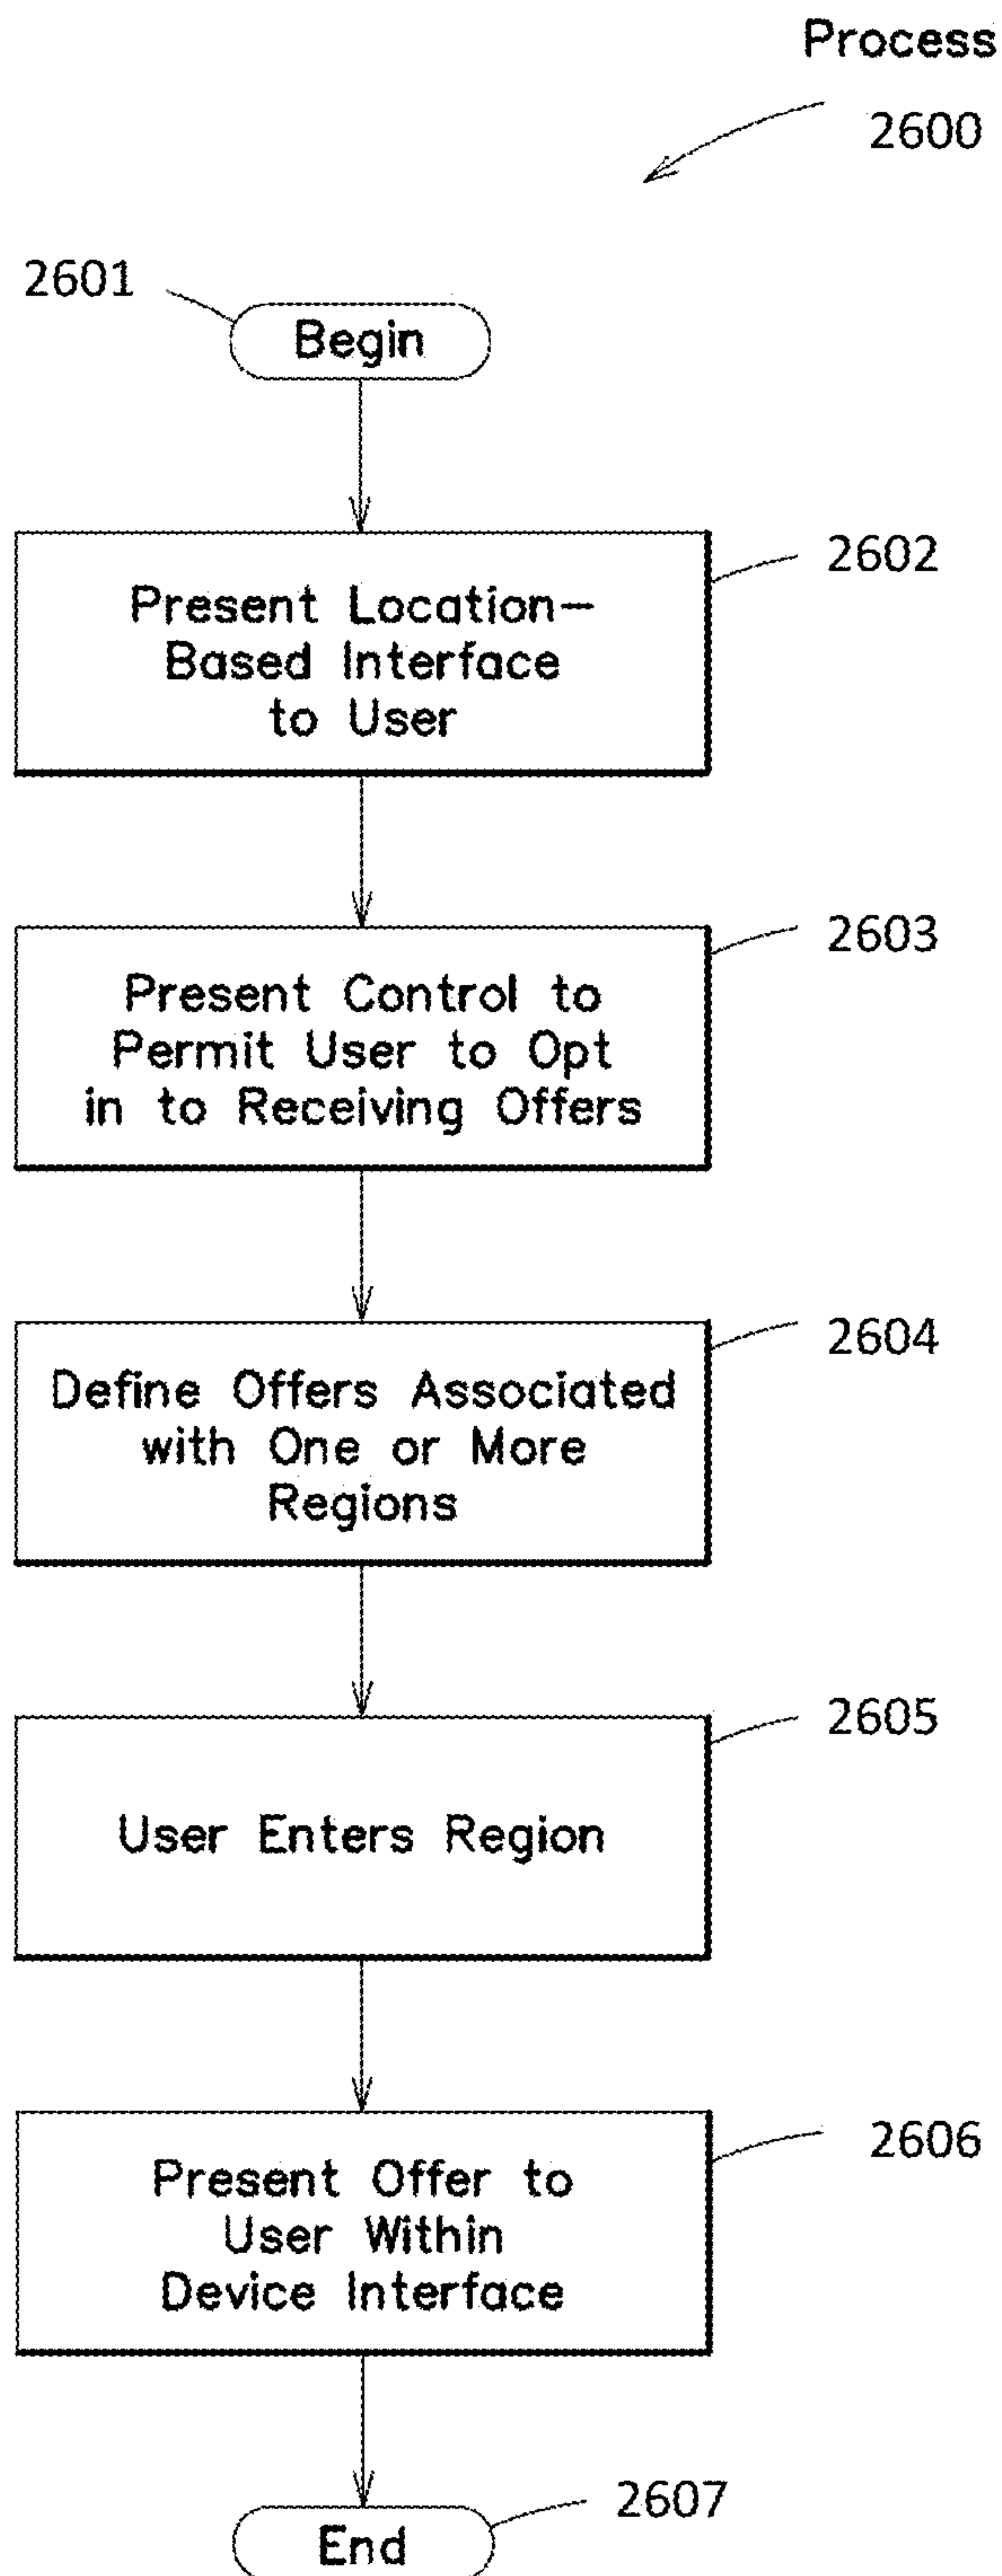 Process
2600
2601
Begin
2602
Present Location-
Based Interface
to User
2603
Present Control to
Permit User to Opt
in to Receiving Offers
2604
Define Offers Associated
with One or More
Regions
2605
User Enters Region
2606
Present Offer to
User Within
Device Interface
2607
End